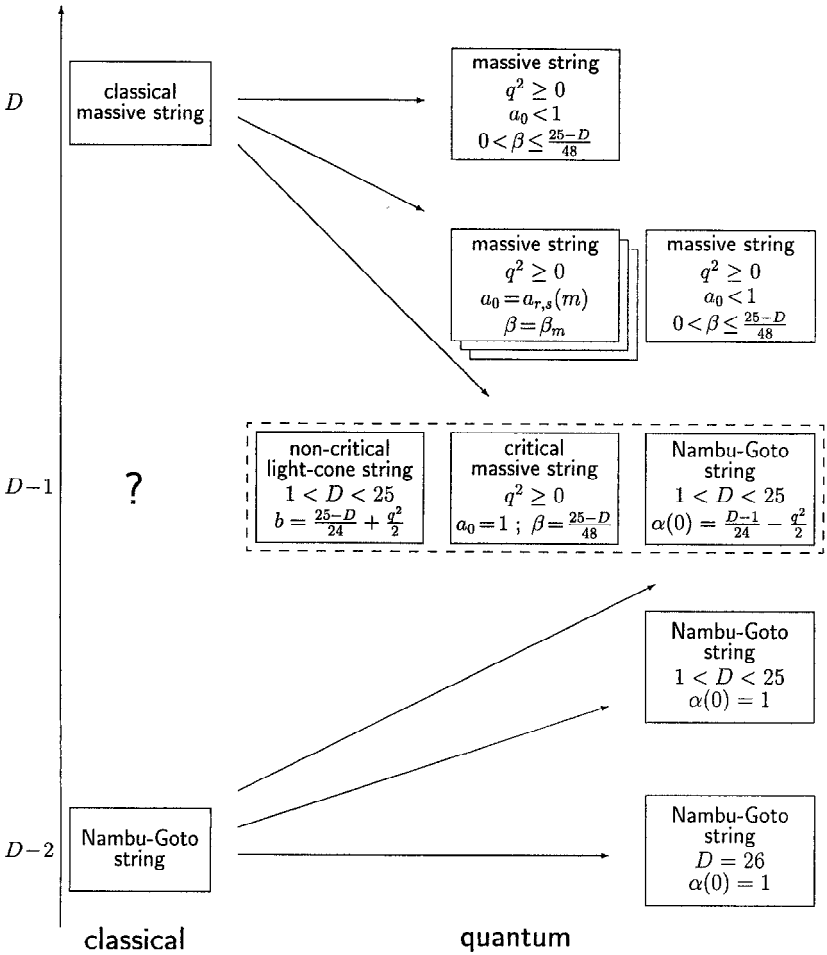 D
classical
massive string
massive string
q² ≥ 0
a₀ < 1
0 < β ≤ (25−D)/48
massive string
q² ≥ 0
a₀ = aᵣ,ₛ(m)
β = βₘ
massive string
q² ≥ 0
a₀ < 1
0 < β ≤ (25−D)/48
D−1
?
non-critical
light-cone string
1 < D < 25
b = (25−D)/24 + q²/2
critical
massive string
q² ≥ 0
a₀ = 1 ; β = (25−D)/48
Nambu-Goto
string
1 < D < 25
α(0) = (D−1)/24 − q²/2
Nambu-Goto
string
1 < D < 25
α(0) = 1
D−2
Nambu-Goto
string
Nambu-Goto
string
D = 26
α(0) = 1
classical
quantum